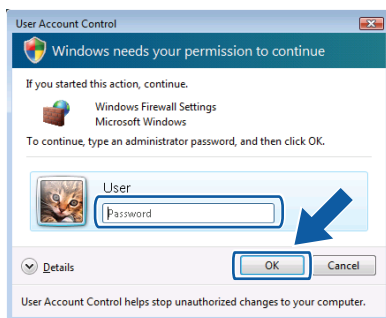 User Account Control
Windows needs your permission to continue
If you started this action, continue.
Windows Firewall Settings
Microsoft Windows
To continue, type an administrator password, and then click OK.
User
Password
Details
OK
Cancel
User Account Control helps stop unauthorized changes to your computer.